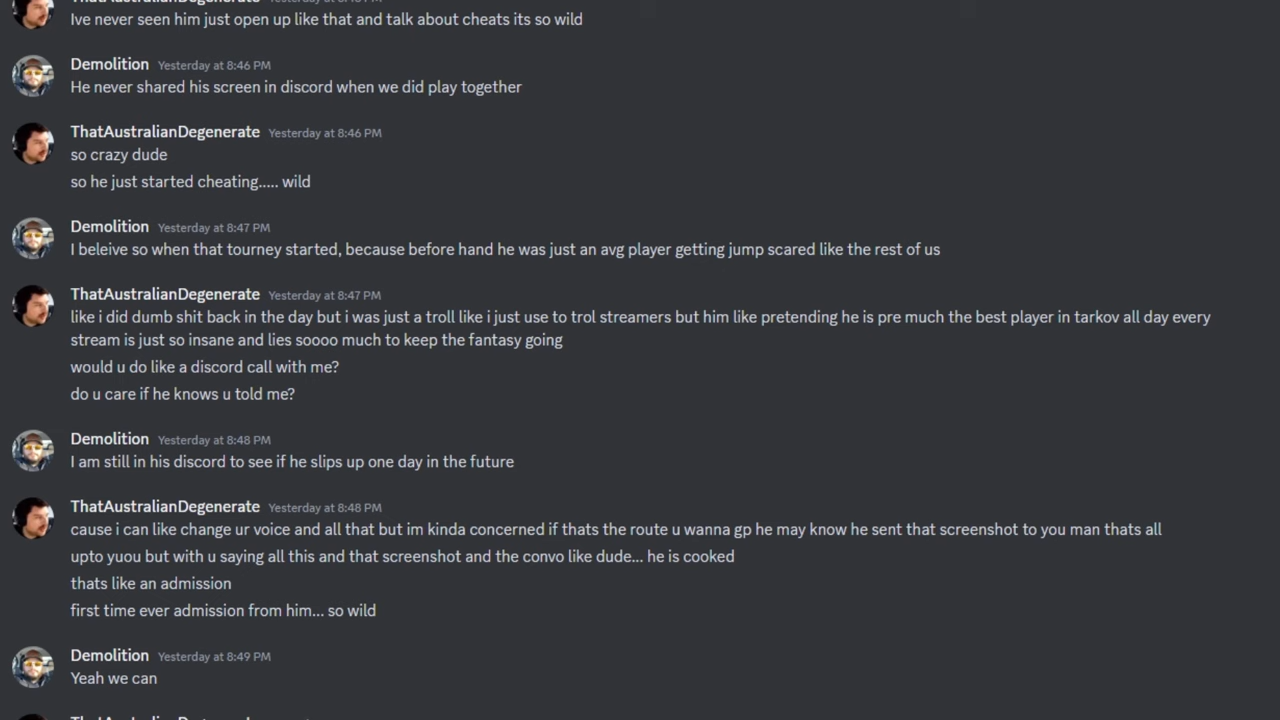 Ive never seen him just open up like that and talk about cheats its so wild
Demolition Yesterday at 8:46 PM
He never shared his screen in discord when we did play together
ThatAustralianDegenerate Yesterday at 8:46 PM
so crazy dude
so he just started cheating..... wild
Demolition Yesterday at 8:47 PM
I beleive so when that tourney started, because before hand he was just an avg player getting jump scared like the rest of us
ThatAustralianDegenerate Yesterday at 8:47 PM
like i did dumb shit back in the day but i was just a troll like i just use to trol streamers but him like pretending he is pre much the best player in tarkov all day every
stream is just so insane and lies soooo much to keep the fantasy going
would u do like a discord call with me?
do u care if he knows u told me?
Demolition Yesterday at 8:48 PM
I am still in his discord to see if he slips up one day in the future
ThatAustralianDegenerate Yesterday at 8:48 PM
cause i can like change ur voice and all that but im kinda concerned if thats the route u wanna gp he may know he sent that screenshot to you man thats all
upto yuou but with u saying all this and that screenshot and the convo like dude... he is cooked
thats like an admission
first time ever admission from him... so wild
Demolition Yesterday at 8:49 PM
Yeah we can